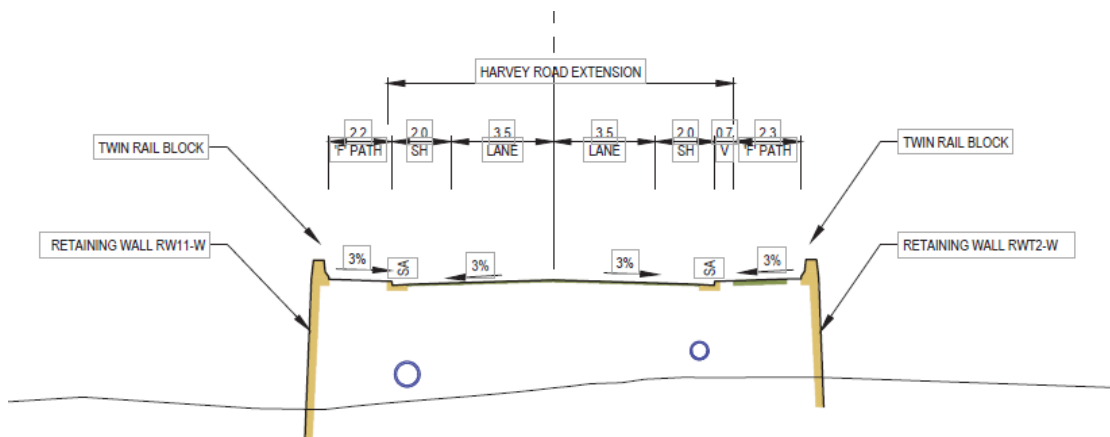 HARVEY ROAD EXTENSION
2.2 2.0 3.5 3.5 2.0 0.7 2.3
'F' PATH SH LANE LANE SH V 'F' PATH
TWIN RAIL BLOCK TWIN RAIL BLOCK
RETAINING WALL RW11-W RETAINING WALL RWT2-W
3% SA 3% 3% SA 3%